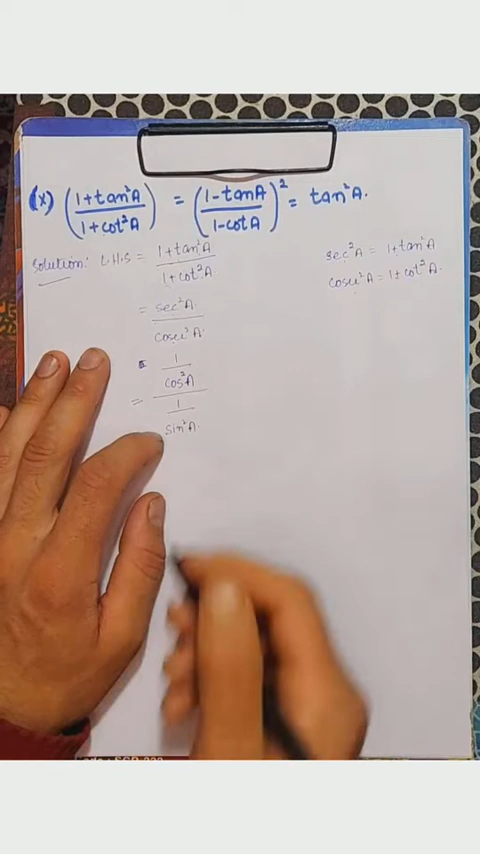 (x) (1+tan²A / 1+cot²A) = (1-tanA / 1-cotA)² = tan²A.
Solution: L.H.S = 1+tan²A / 1+cot²A
sec²A = 1+tan²A
cosec²A = 1+cot²A.
= sec²A. / cosec²A.
= 1/cos²A / 1/sin²A.